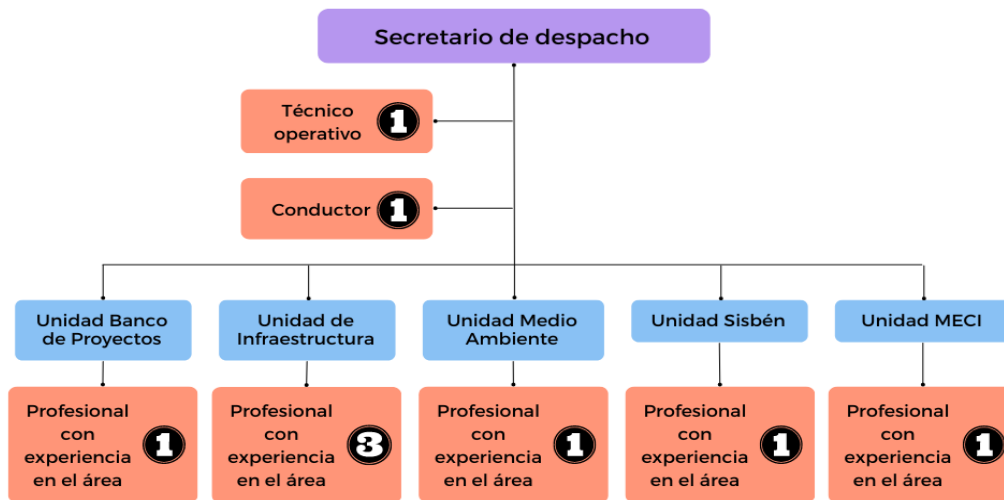 Secretario de despacho
Técnico
operativo
1
Conductor
1
Unidad Banco
de Proyectos
Unidad de
Infraestructura
Unidad Medio
Ambiente
Unidad Sisbén
Unidad MECI
Profesional
con
experiencia
en el área
1
Profesional
con
experiencia
en el área
3
Profesional
con
experiencia
en el área
1
Profesional
con
experiencia
en el área
1
Profesional
con
experiencia
en el área
1